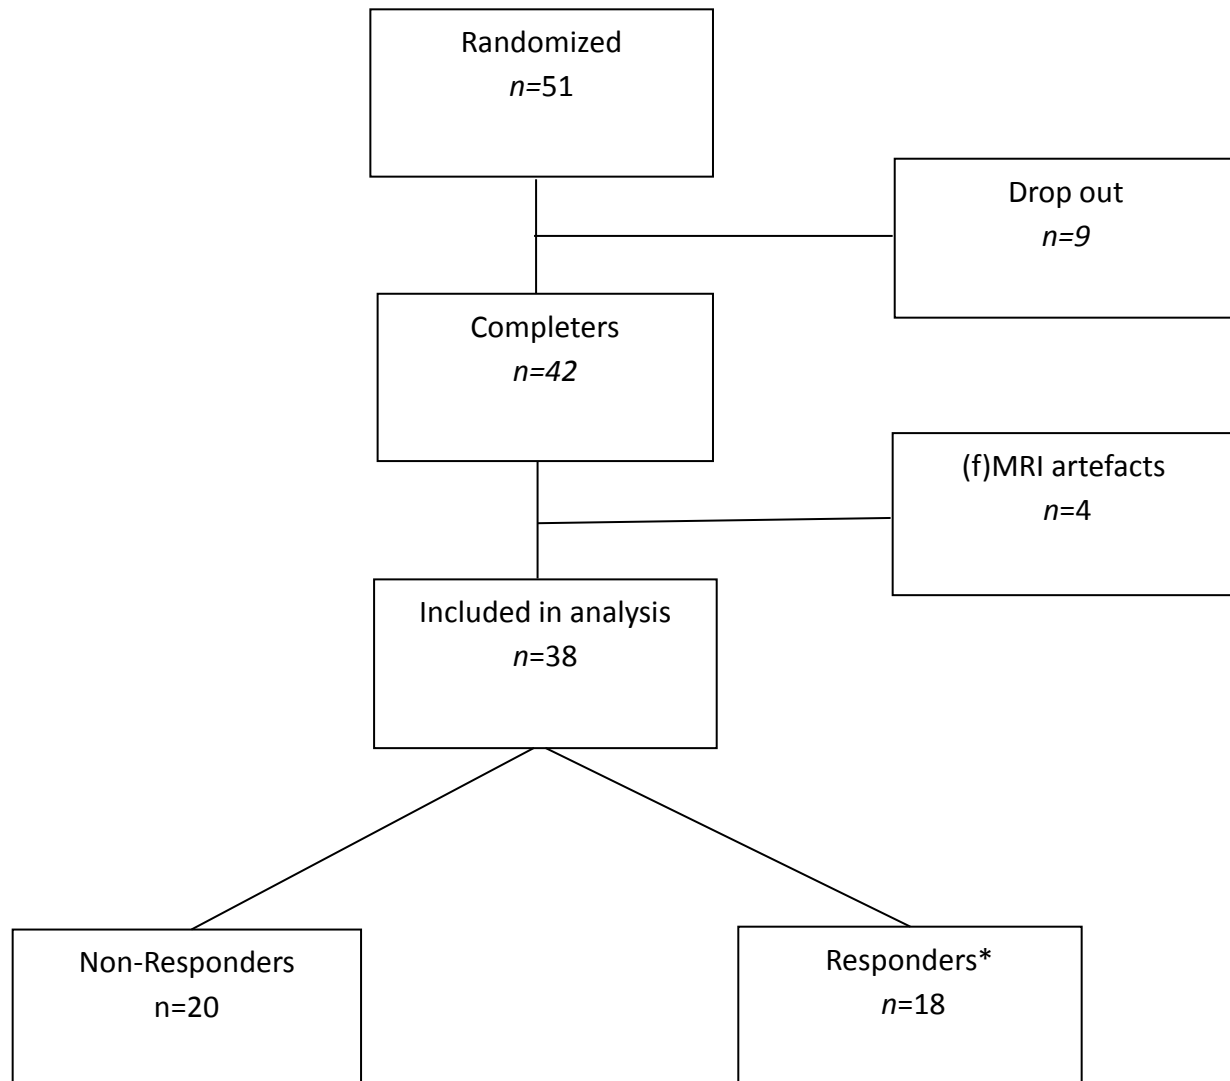 Randomized
n=51
Drop out
n=9
Completers
n=42
(f)MRI artefacts
n=4
Included in analysis
n=38
Non-Responders
n=20
Responders*
n=18